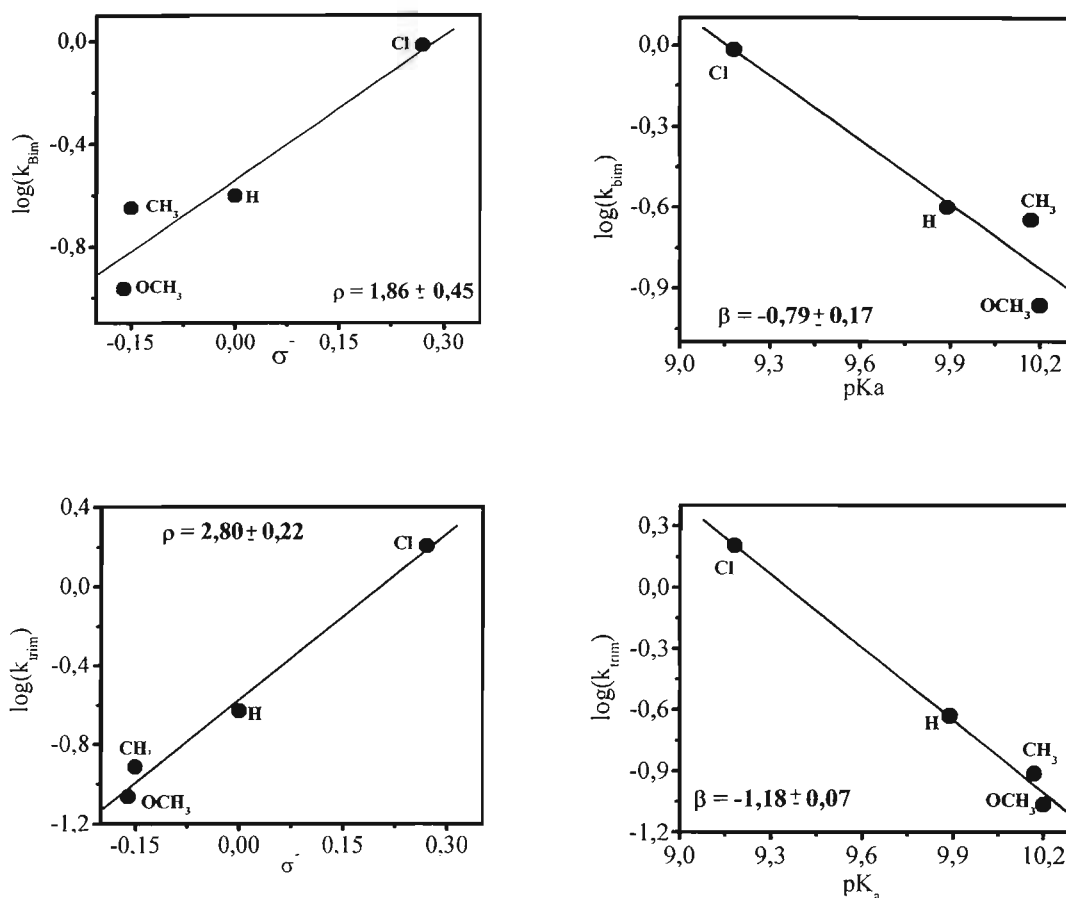 0,0
-0,4
-0,8
log(k_Bim)
Cl
H
CH₃
OCH₃
ρ = 1,86 ± 0,45
-0,15 0,00 0,15 0,30
σ⁻
0,0
-0,3
-0,6
-0,9
log(k_bim)
Cl
H
CH₃
OCH₃
β = -0,79 ± 0,17
9,0 9,3 9,6 9,9 10,2
pKa
0.4
0,0
-0,4
-0,8
-1,2
log(k_trim)
ρ = 2,80 ± 0,22
Cl
H
OCH₃
-0,15 0,00 0,15 0,30
σ⁻
0,3
0,0
-0,3
-0,6
-0,9
-1,2
log(k_trim)
Cl
H
CH₃
OCH₃
β = -1,18 ± 0,07
9,0 9,3 9,6 9,9 10,2
pKₐ